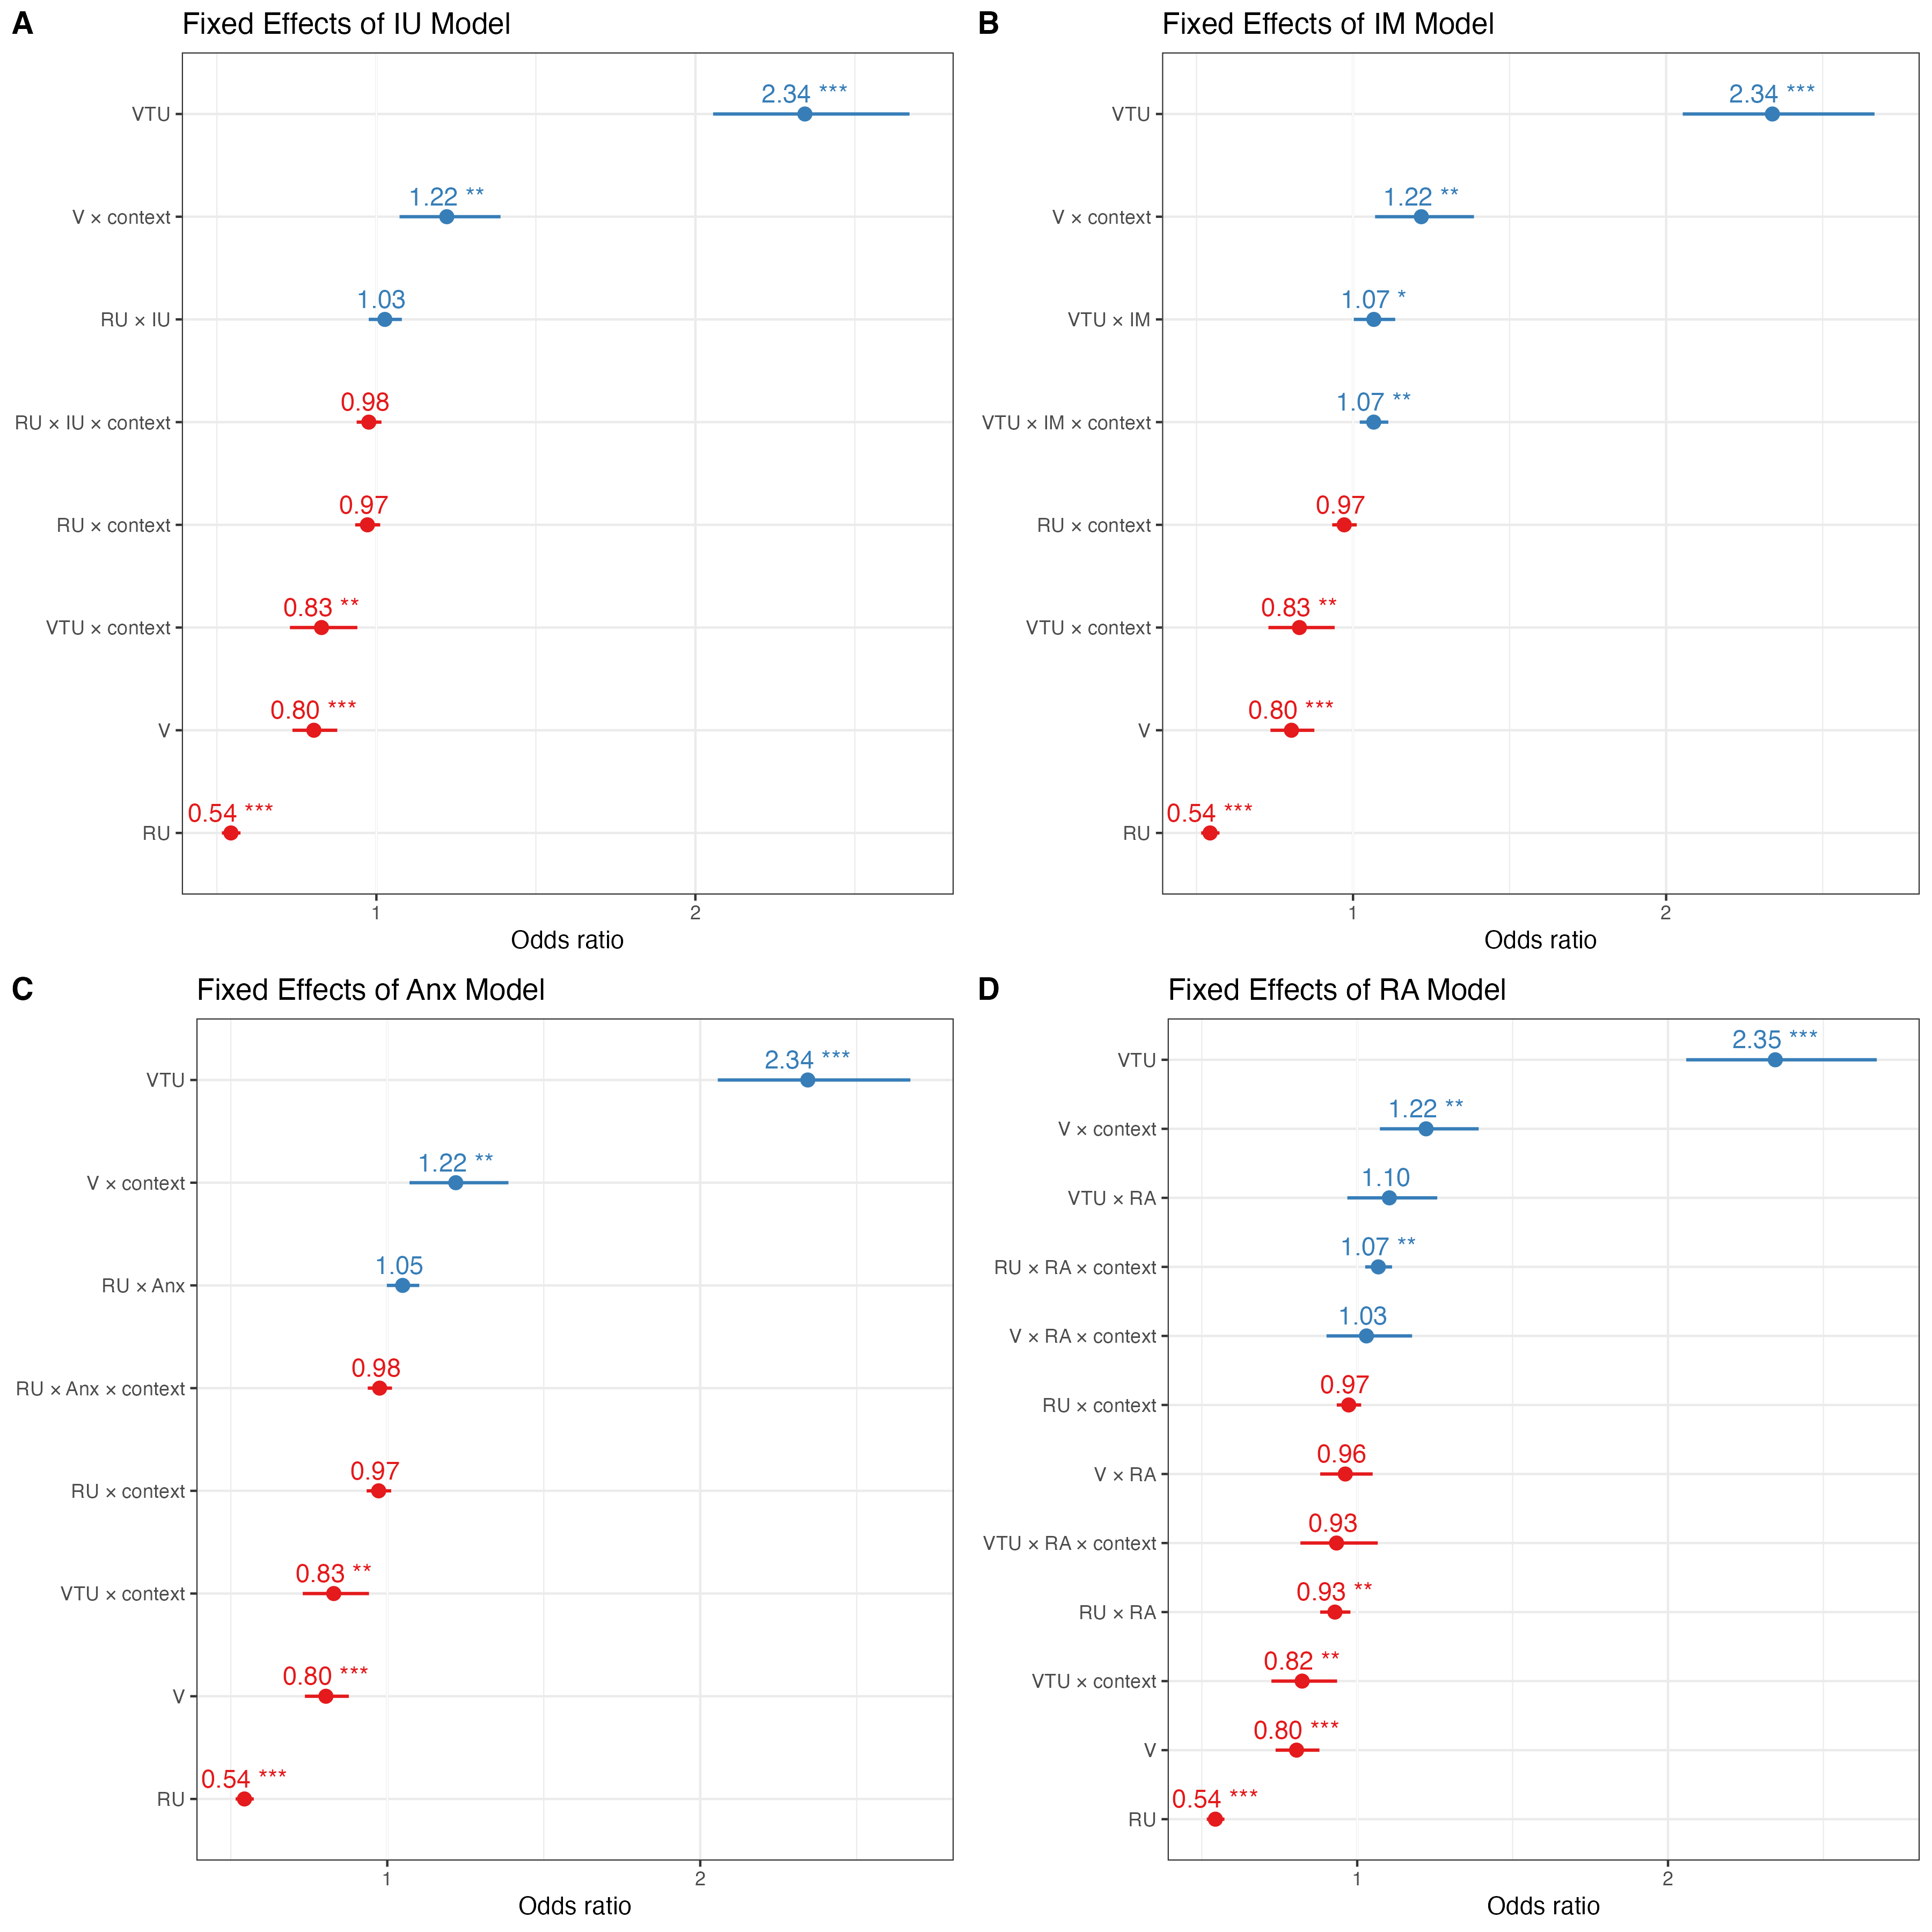 A
Fixed Effects of IU Model
VTU
2.34 ***
V × context
1.22 **
RU × IU
1.03
RU × IU × context
0.98
RU × context
0.97
VTU × context
0.83 **
V
0.80 ***
RU
0.54 ***
1
2
Odds ratio
B
Fixed Effects of IM Model
VTU
2.34 ***
V × context
1.22 **
VTU × IM
1.07 *
VTU × IM × context
1.07 **
RU × context
0.97
VTU × context
0.83 **
V
0.80 ***
RU
0.54 ***
1
2
Odds ratio
C
Fixed Effects of Anx Model
VTU
2.34 ***
V × context
1.22 **
RU × Anx
1.05
RU × Anx × context
0.98
RU × context
0.97
VTU × context
0.83 **
V
0.80 ***
RU
0.54 ***
1
2
Odds ratio
D
Fixed Effects of RA Model
VTU
2.35 ***
V × context
1.22 **
VTU × RA
1.10
RU × RA × context
1.07 **
V × RA × context
1.03
RU × context
0.97
V × RA
0.96
VTU × RA × context
0.93
RU × RA
0.93 **
VTU × context
0.82 **
V
0.80 ***
RU
0.54 ***
1
2
Odds ratio